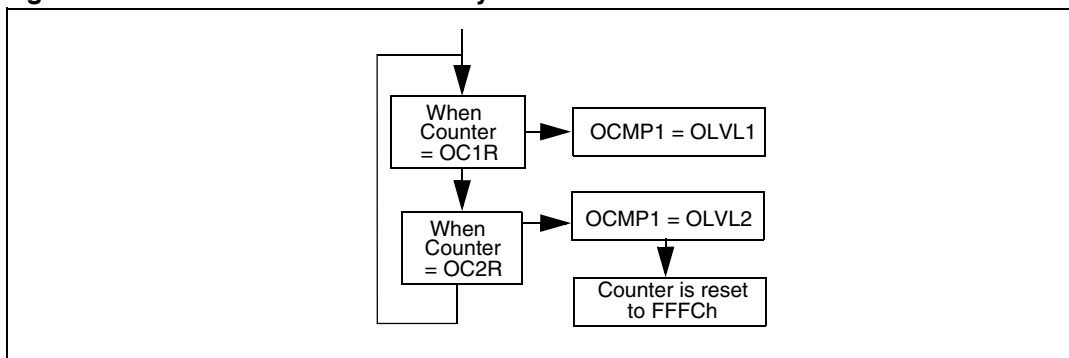 When
Counter
= OC1R
OCMP1 = OLVL1
When
Counter
= OC2R
OCMP1 = OLVL2
Counter is reset
to FFFCh